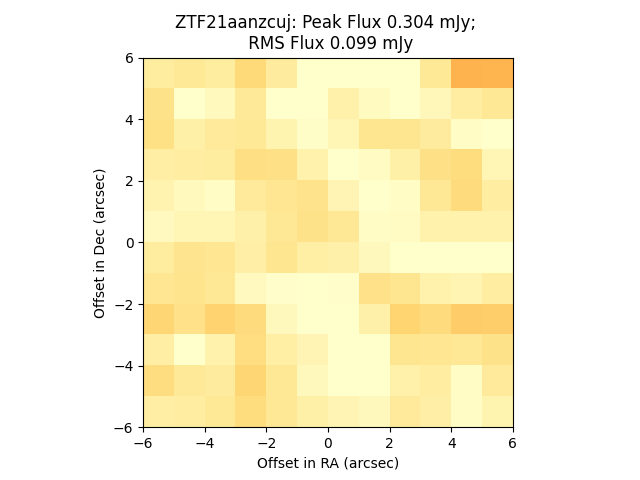 ZTF21aanzcuj: Peak Flux 0.304 mJy;
RMS Flux 0.099 mJy
6
4
2
0
−2
−4
−6
Offset in Dec (arcsec)
−6 −4 −2 0 2 4 6
Offset in RA (arcsec)